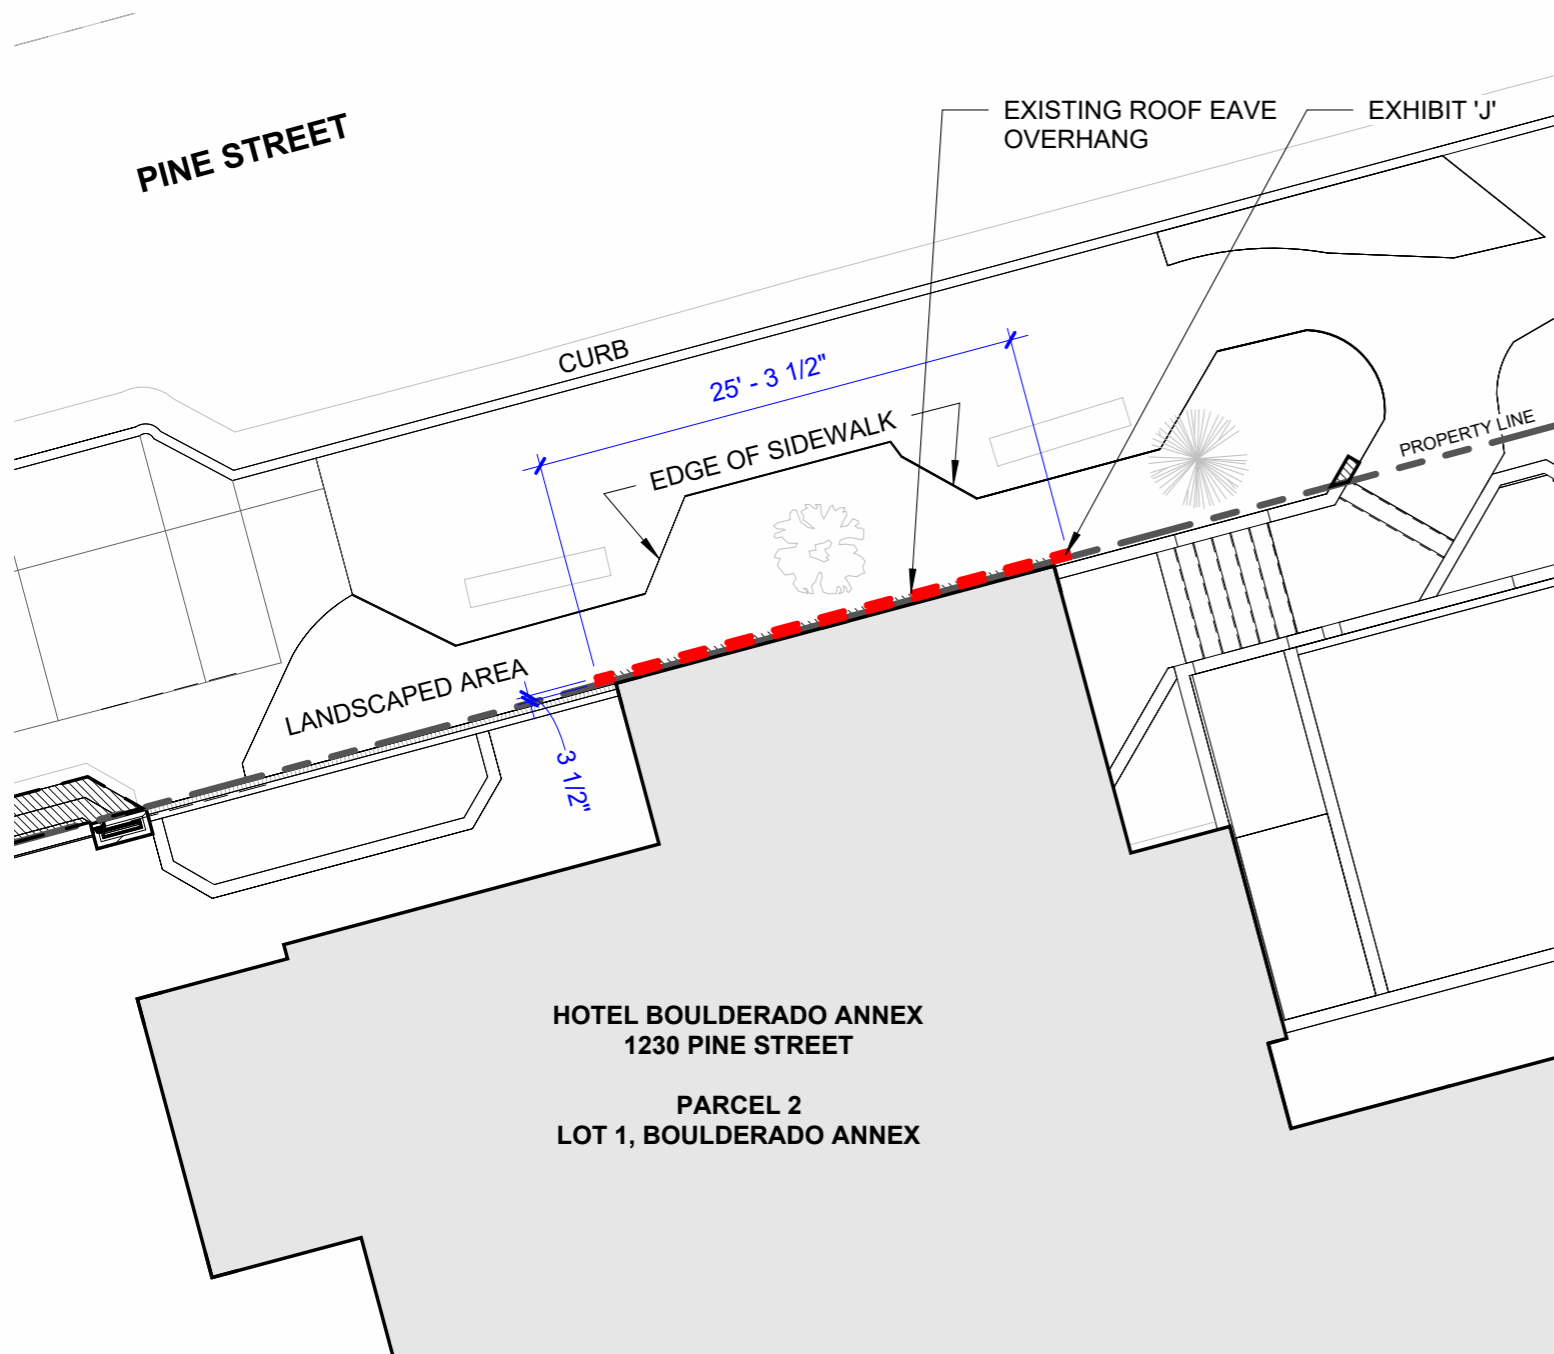 PINE STREET
EXISTING ROOF EAVE
OVERHANG
EXHIBIT 'J'
CURB
25' - 3 1/2"
EDGE OF SIDEWALK
PROPERTY LINE
LANDSCAPED AREA
3 1/2"
HOTEL BOULDERADO ANNEX
1230 PINE STREET
PARCEL 2
LOT 1, BOULDERADO ANNEX